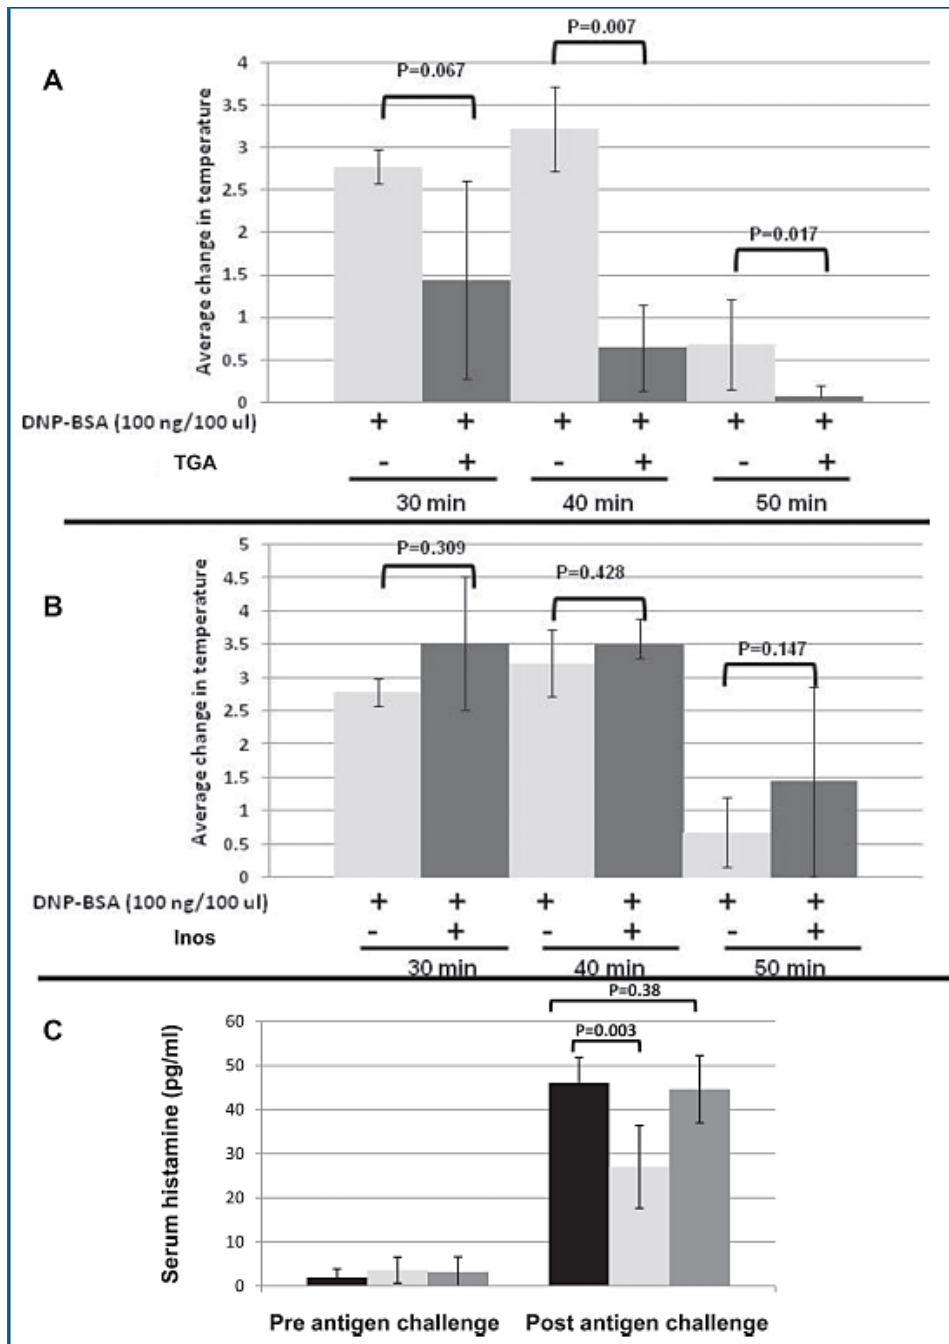 A
P=0.067
P=0.007
P=0.017
Average change in temperature
4
3.5
3
2.5
2
1.5
1
0.5
0
DNP-BSA (100 ng/100 ul) + + + + + +
TGA - + - + - +
30 min 40 min 50 min
B
P=0.309
P=0.428
P=0.147
Average change in temperature
5
4.5
4
3.5
3
2.5
2
1.5
1
0.5
0
DNP-BSA (100 ng/100 ul) + + + + + +
Inos - + - + - +
30 min 40 min 50 min
C
P=0.38
P=0.003
Serum histamine (pg/ml)
60
50
40
30
20
10
0
Pre antigen challenge Post antigen challenge